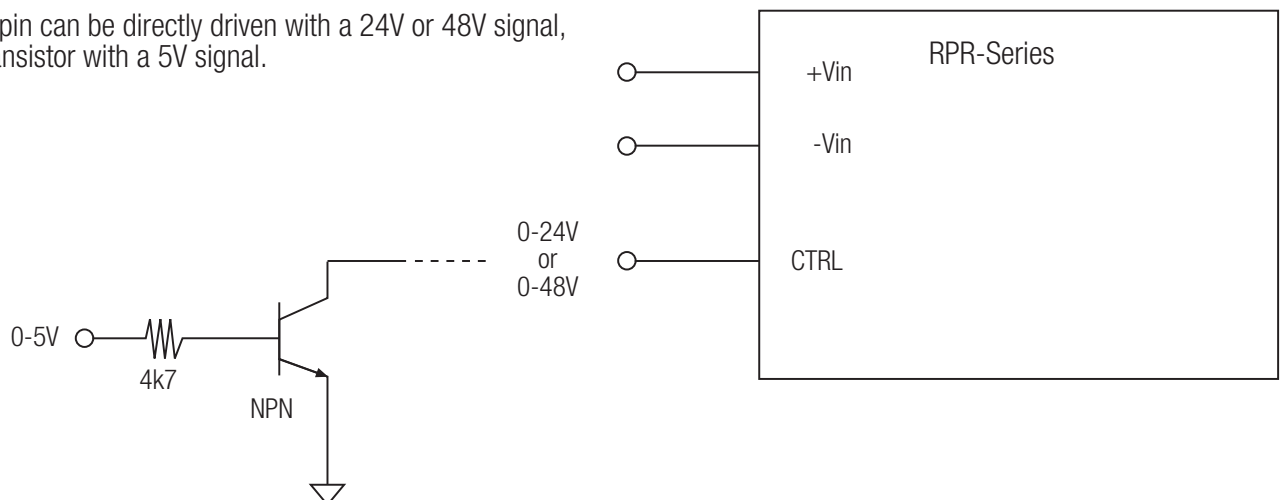 pin can be directly driven with a 24V or 48V signal,
transistor with a 5V signal.
RPR-Series
+Vin
-Vin
0-24V
or
0-48V
CTRL
0-5V
4k7
NPN